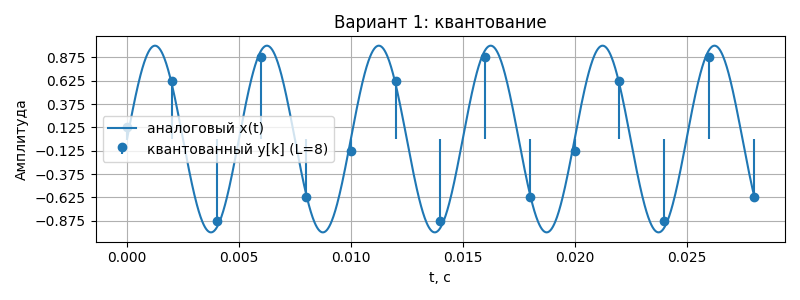 Вариант 1: квантование
Амплитуда
0.875
0.625
0.375
0.125
−0.125
−0.375
−0.625
−0.875
аналоговый x(t)
квантованный y[k] (L=8)
0.000
0.005
0.010
0.015
0.020
0.025
t, с